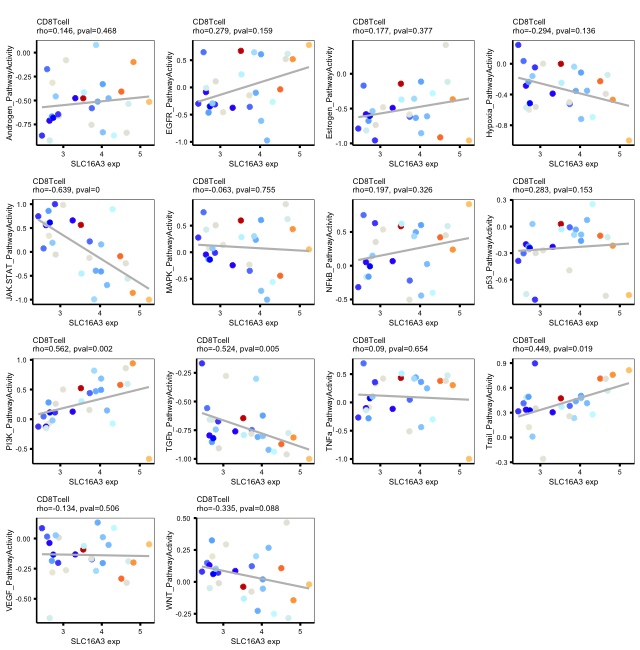 CD8Tcell
rho=0.146, pval=0.468
Androgen_PathwayActivity
0.00
-0.25
-0.50
-0.75
3 4 5
SLC16A3 exp
CD8Tcell
rho=0.279, pval=0.159
EGFR_PathwayActivity
0.5
0.0
-0.5
-1.0
3 4 5
SLC16A3 exp
CD8Tcell
rho=0.177, pval=0.377
Estrogen_PathwayActivity
0.0
-0.5
-1.0
3 4 5
SLC16A3 exp
CD8Tcell
rho=-0.294, pval=0.136
Hypoxia_PathwayActivity
0.0
-0.4
-0.8
3 4 5
SLC16A3 exp
CD8Tcell
rho=-0.639, pval=0
JAK.STAT_PathwayActivity
1.0
0.5
0.0
-0.5
-1.0
3 4 5
SLC16A3 exp
CD8Tcell
rho=-0.063, pval=0.755
MAPK_PathwayActivity
0.5
0.0
-0.5
3 4 5
SLC16A3 exp
CD8Tcell
rho=0.197, pval=0.326
NFkB_PathwayActivity
0.5
0.0
-0.5
3 4 5
SLC16A3 exp
CD8Tcell
rho=0.283, pval=0.153
p53_PathwayActivity
0.3
0.0
-0.3
-0.6
3 4 5
SLC16A3 exp
CD8Tcell
rho=0.562, pval=0.002
PI3K_PathwayActivity
0.5
0.0
-0.5
3 4 5
SLC16A3 exp
CD8Tcell
rho=-0.524, pval=0.005
TGFb_PathwayActivity
-0.25
-0.50
-0.75
-1.00
3 4 5
SLC16A3 exp
CD8Tcell
rho=0.09, pval=0.654
TNFa_PathwayActivity
0.5
0.0
-0.5
-1.0
3 4 5
SLC16A3 exp
CD8Tcell
rho=0.449, pval=0.019
Trail_PathwayActivity
0.9
0.6
0.3
0.0
-0.3
3 4 5
SLC16A3 exp
CD8Tcell
rho=-0.134, pval=0.506
VEGF_PathwayActivity
0.00
-0.25
-0.50
3 4 5
SLC16A3 exp
CD8Tcell
rho=-0.335, pval=0.088
WNT_PathwayActivity
0.50
0.25
0.00
-0.25
3 4 5
SLC16A3 exp